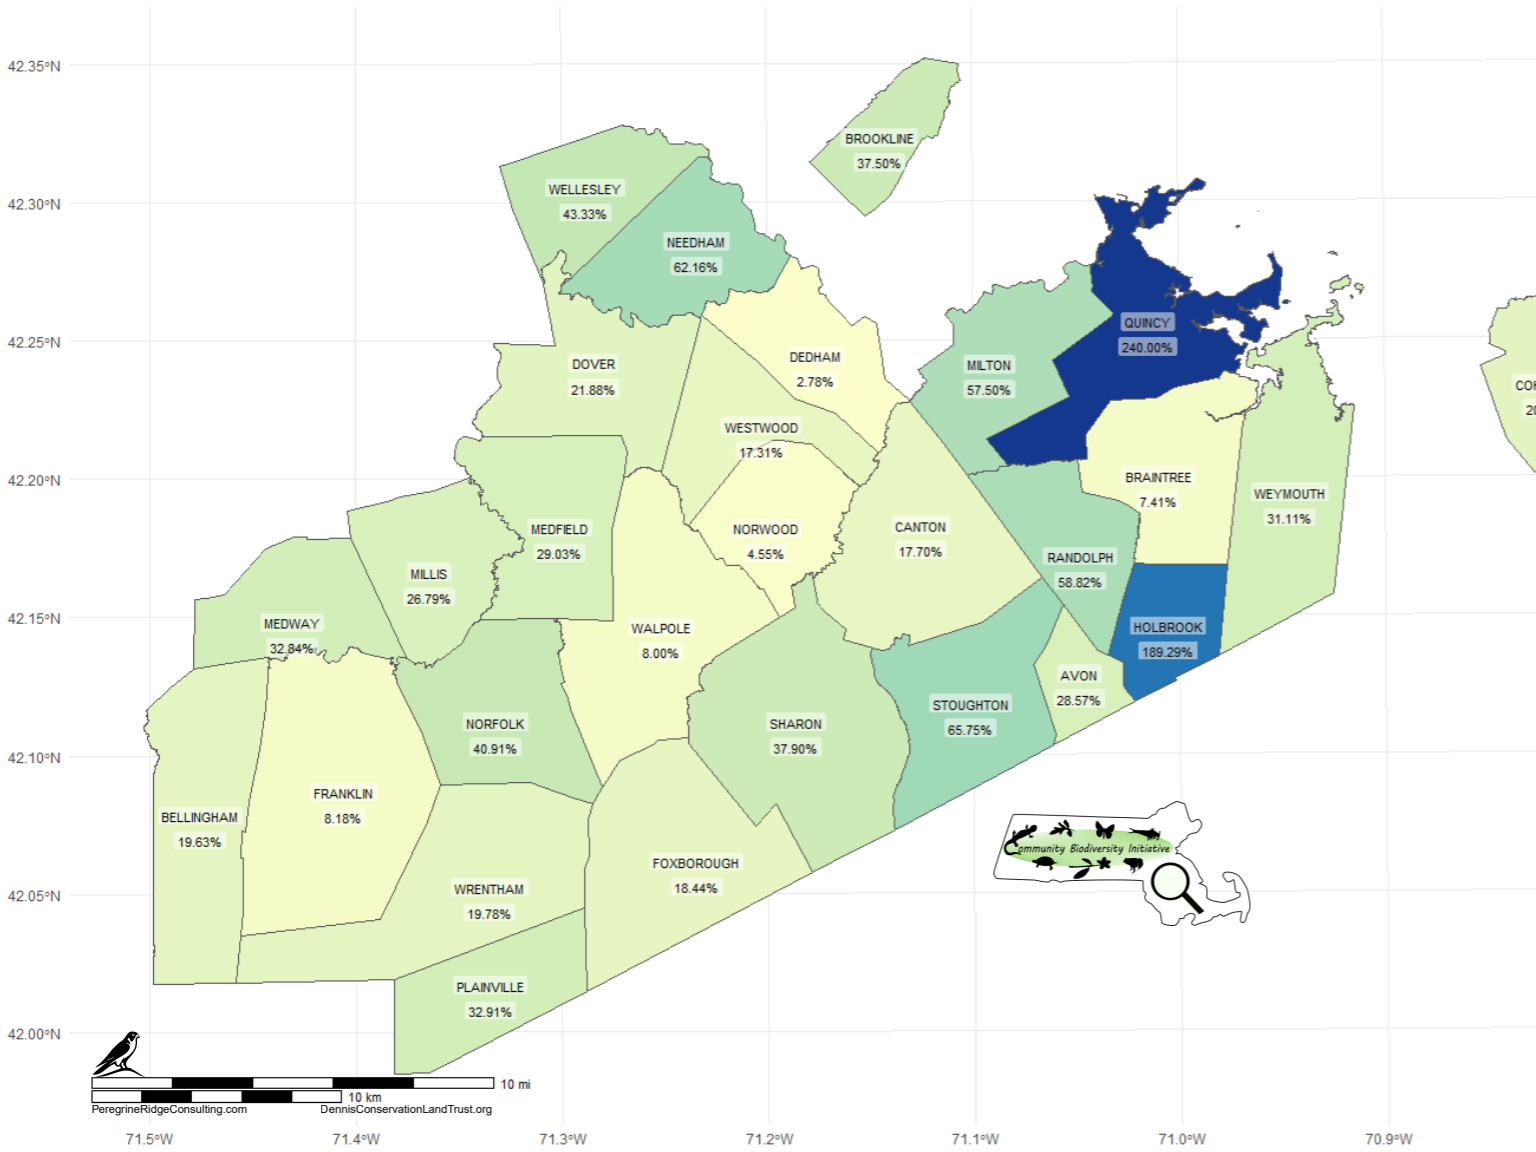 42.35°N
BROOKLINE
37.50%
WELLESLEY
43.33%
42.30°N
NEEDHAM
62.16%
QUINCY
240.00%
42.25°N
DOVER
21.88%
DEDHAM
2.78%
MILTON
57.50%
WESTWOOD
17.31%
42.20°N
BRAINTREE
7.41%
WEYMOUTH
31.11%
MEDFIELD
29.03%
NORWOOD
4.55%
CANTON
17.70%
RANDOLPH
58.82%
MILLIS
26.79%
42.15°N
MEDWAY
32.84%
WALPOLE
8.00%
HOLBROOK
189.29%
AVON
28.57%
NORFOLK
40.91%
SHARON
37.90%
STOUGHTON
65.75%
42.10°N
FRANKLIN
8.18%
BELLINGHAM
19.63%
Community Biodiversity Initiative
FOXBOROUGH
18.44%
42.05°N
WRENTHAM
19.78%
PLAINVILLE
32.91%
42.00°N
10 mi
10 km
PeregrineRidgeConsulting.com
DennisConservationLandTrust.org
71.5°W
71.4°W
71.3°W
71.2°W
71.1°W
71.0°W
70.9°W